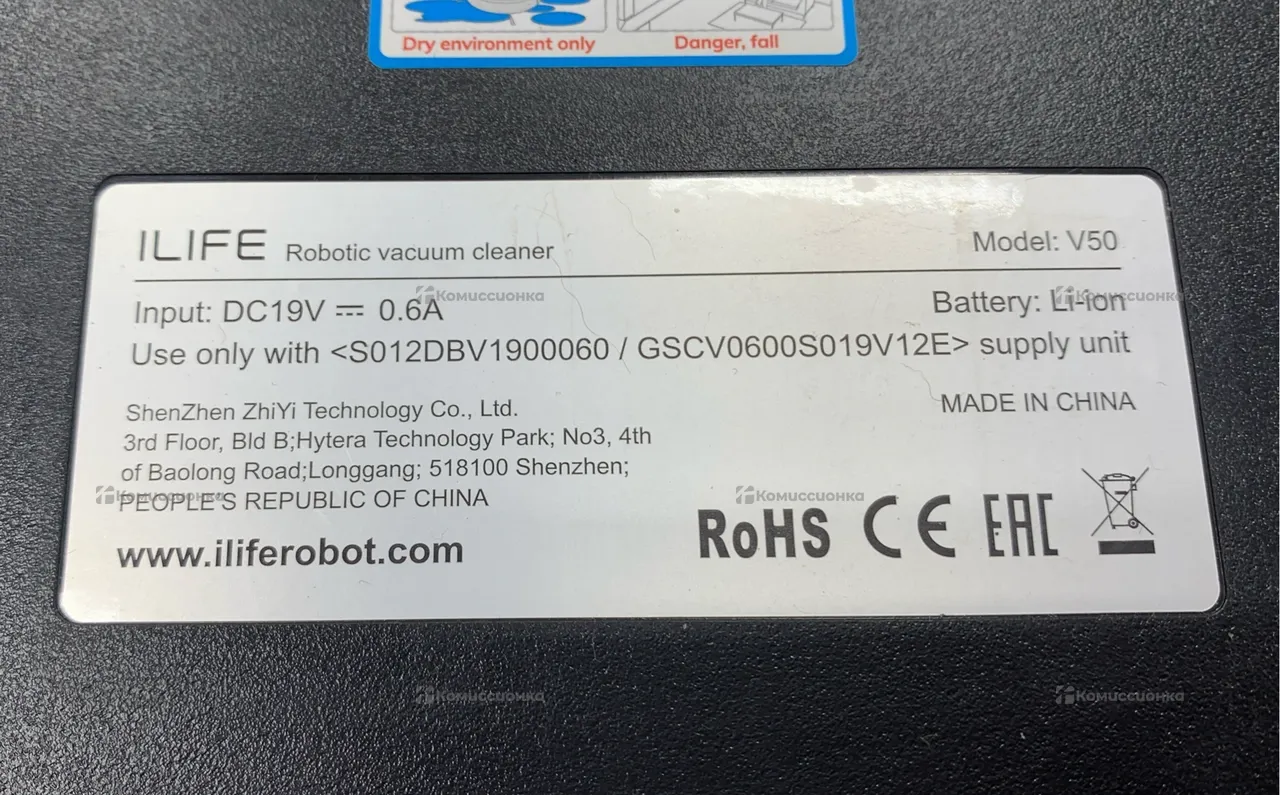 Dry environment only
Danger, fall
ILIFE Robotic vacuum cleaner
Model: V50
Input: DC19V ⎓ 0.6A
Battery: Li-ion
Use only with <S012DBV1900060 / GSCV0600S019V12E> supply unit
ShenZhen ZhiYi Technology Co., Ltd.
MADE IN CHINA
3rd Floor, Bld B;Hytera Technology Park; No3, 4th
of Baolong Road;Longgang; 518100 Shenzhen;
PEOPLE'S REPUBLIC OF CHINA
www.iliferobot.com
RoHS CE EAC
Комиссионка
Комиссионка
Комиссионка
Комиссионка
Комиссионка
Комиссионка